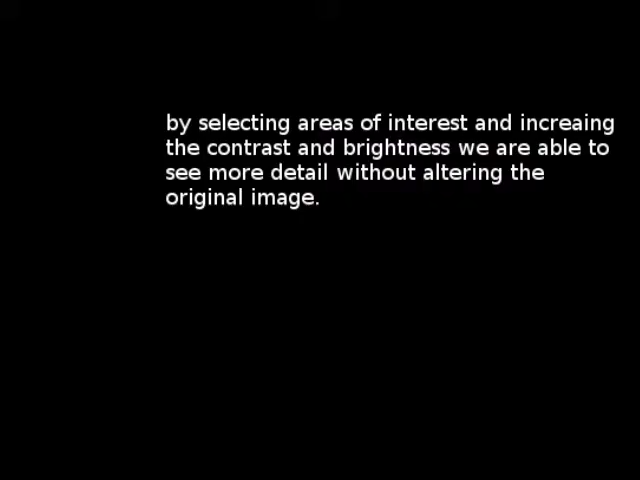 by selecting areas of interest and increaing
the contrast and brightness we are able to
see more detail without altering the
original image.